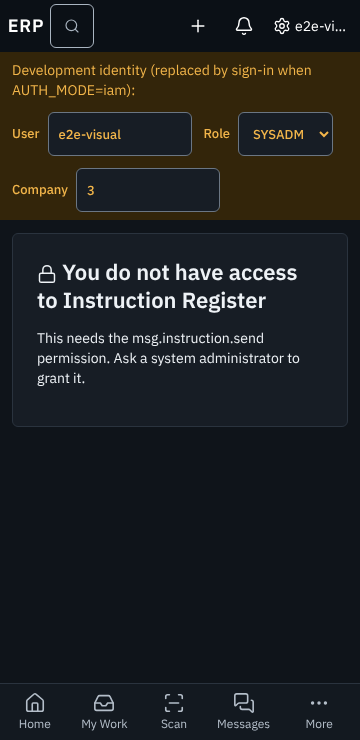 ERP
e2e-vi...
Development identity (replaced by sign-in when
AUTH_MODE=iam):
User
e2e-visual
Role
SYSADM
Company
3
You do not have access
to Instruction Register
This needs the msg.instruction.send
permission. Ask a system administrator to
grant it.
Home
My Work
Scan
Messages
More